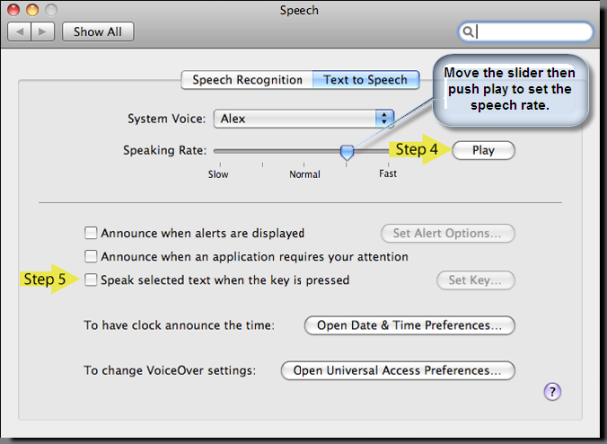 Speech
Show All
Speech Recognition
Text to Speech
Move the slider then
push play to set the
speech rate.
System Voice: Alex
Speaking Rate:
Step 4
Play
Slow
Normal
Fast
Announce when alerts are displayed
Set Alert Options...
Announce when an application requires your attention
Step 5
Speak selected text when the key is pressed
Set Key...
To have clock announce the time:
Open Date & Time Preferences...
To change VoiceOver settings:
Open Universal Access Preferences...
?